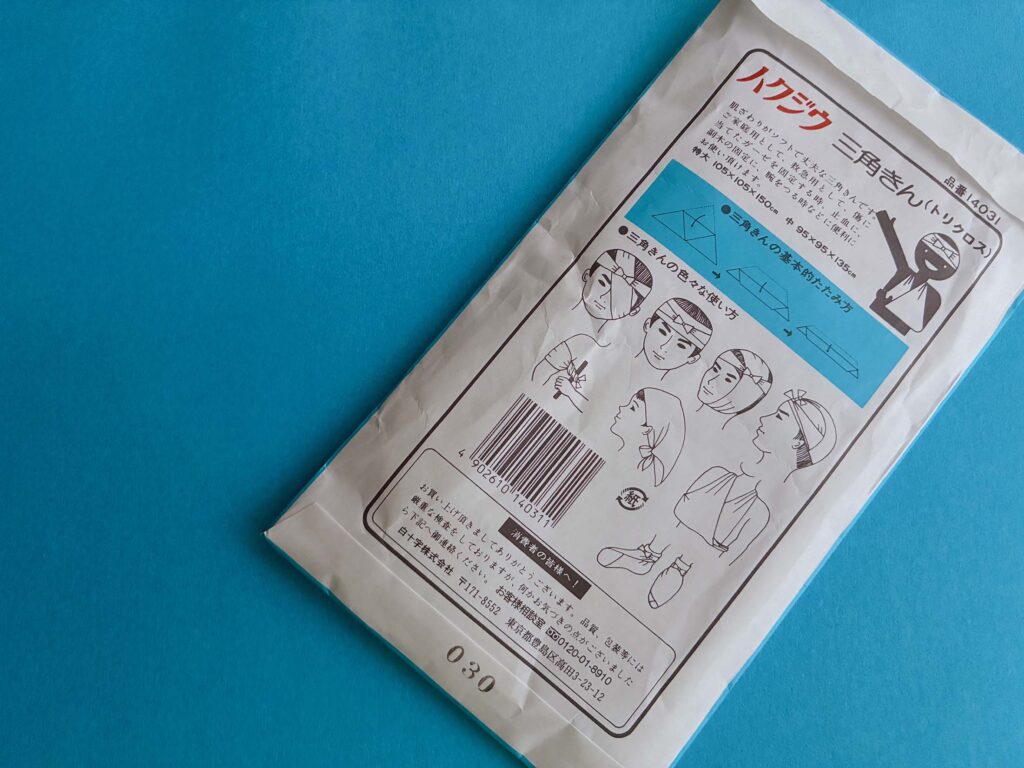 ハクジウ 三角きん(トリクロス)
品番14031
肌ざわりがソフトで丈夫な三角きんです。
ご家庭用として、救急用として、傷に
当てたガーゼを固定する時、止血に、
副木の固定に、腕をつる時などに便利に
お使い頂けます。
特大 105×105×150cm 中 95×95×135cm
●三角きんの基本的たたみ方
●三角きんの色々な使い方
4 902610 140311
紙
消費者の皆様へ!
お買い上げ頂きましてありがとうございます。品質、包装等には
厳重な検査をしておりますが、何かお気づきの点がございました
ら下記へ御連絡ください。お客様相談室 0120-01-8910
白十字株式会社 〒171-8552 東京都豊島区高田3-23-12
030